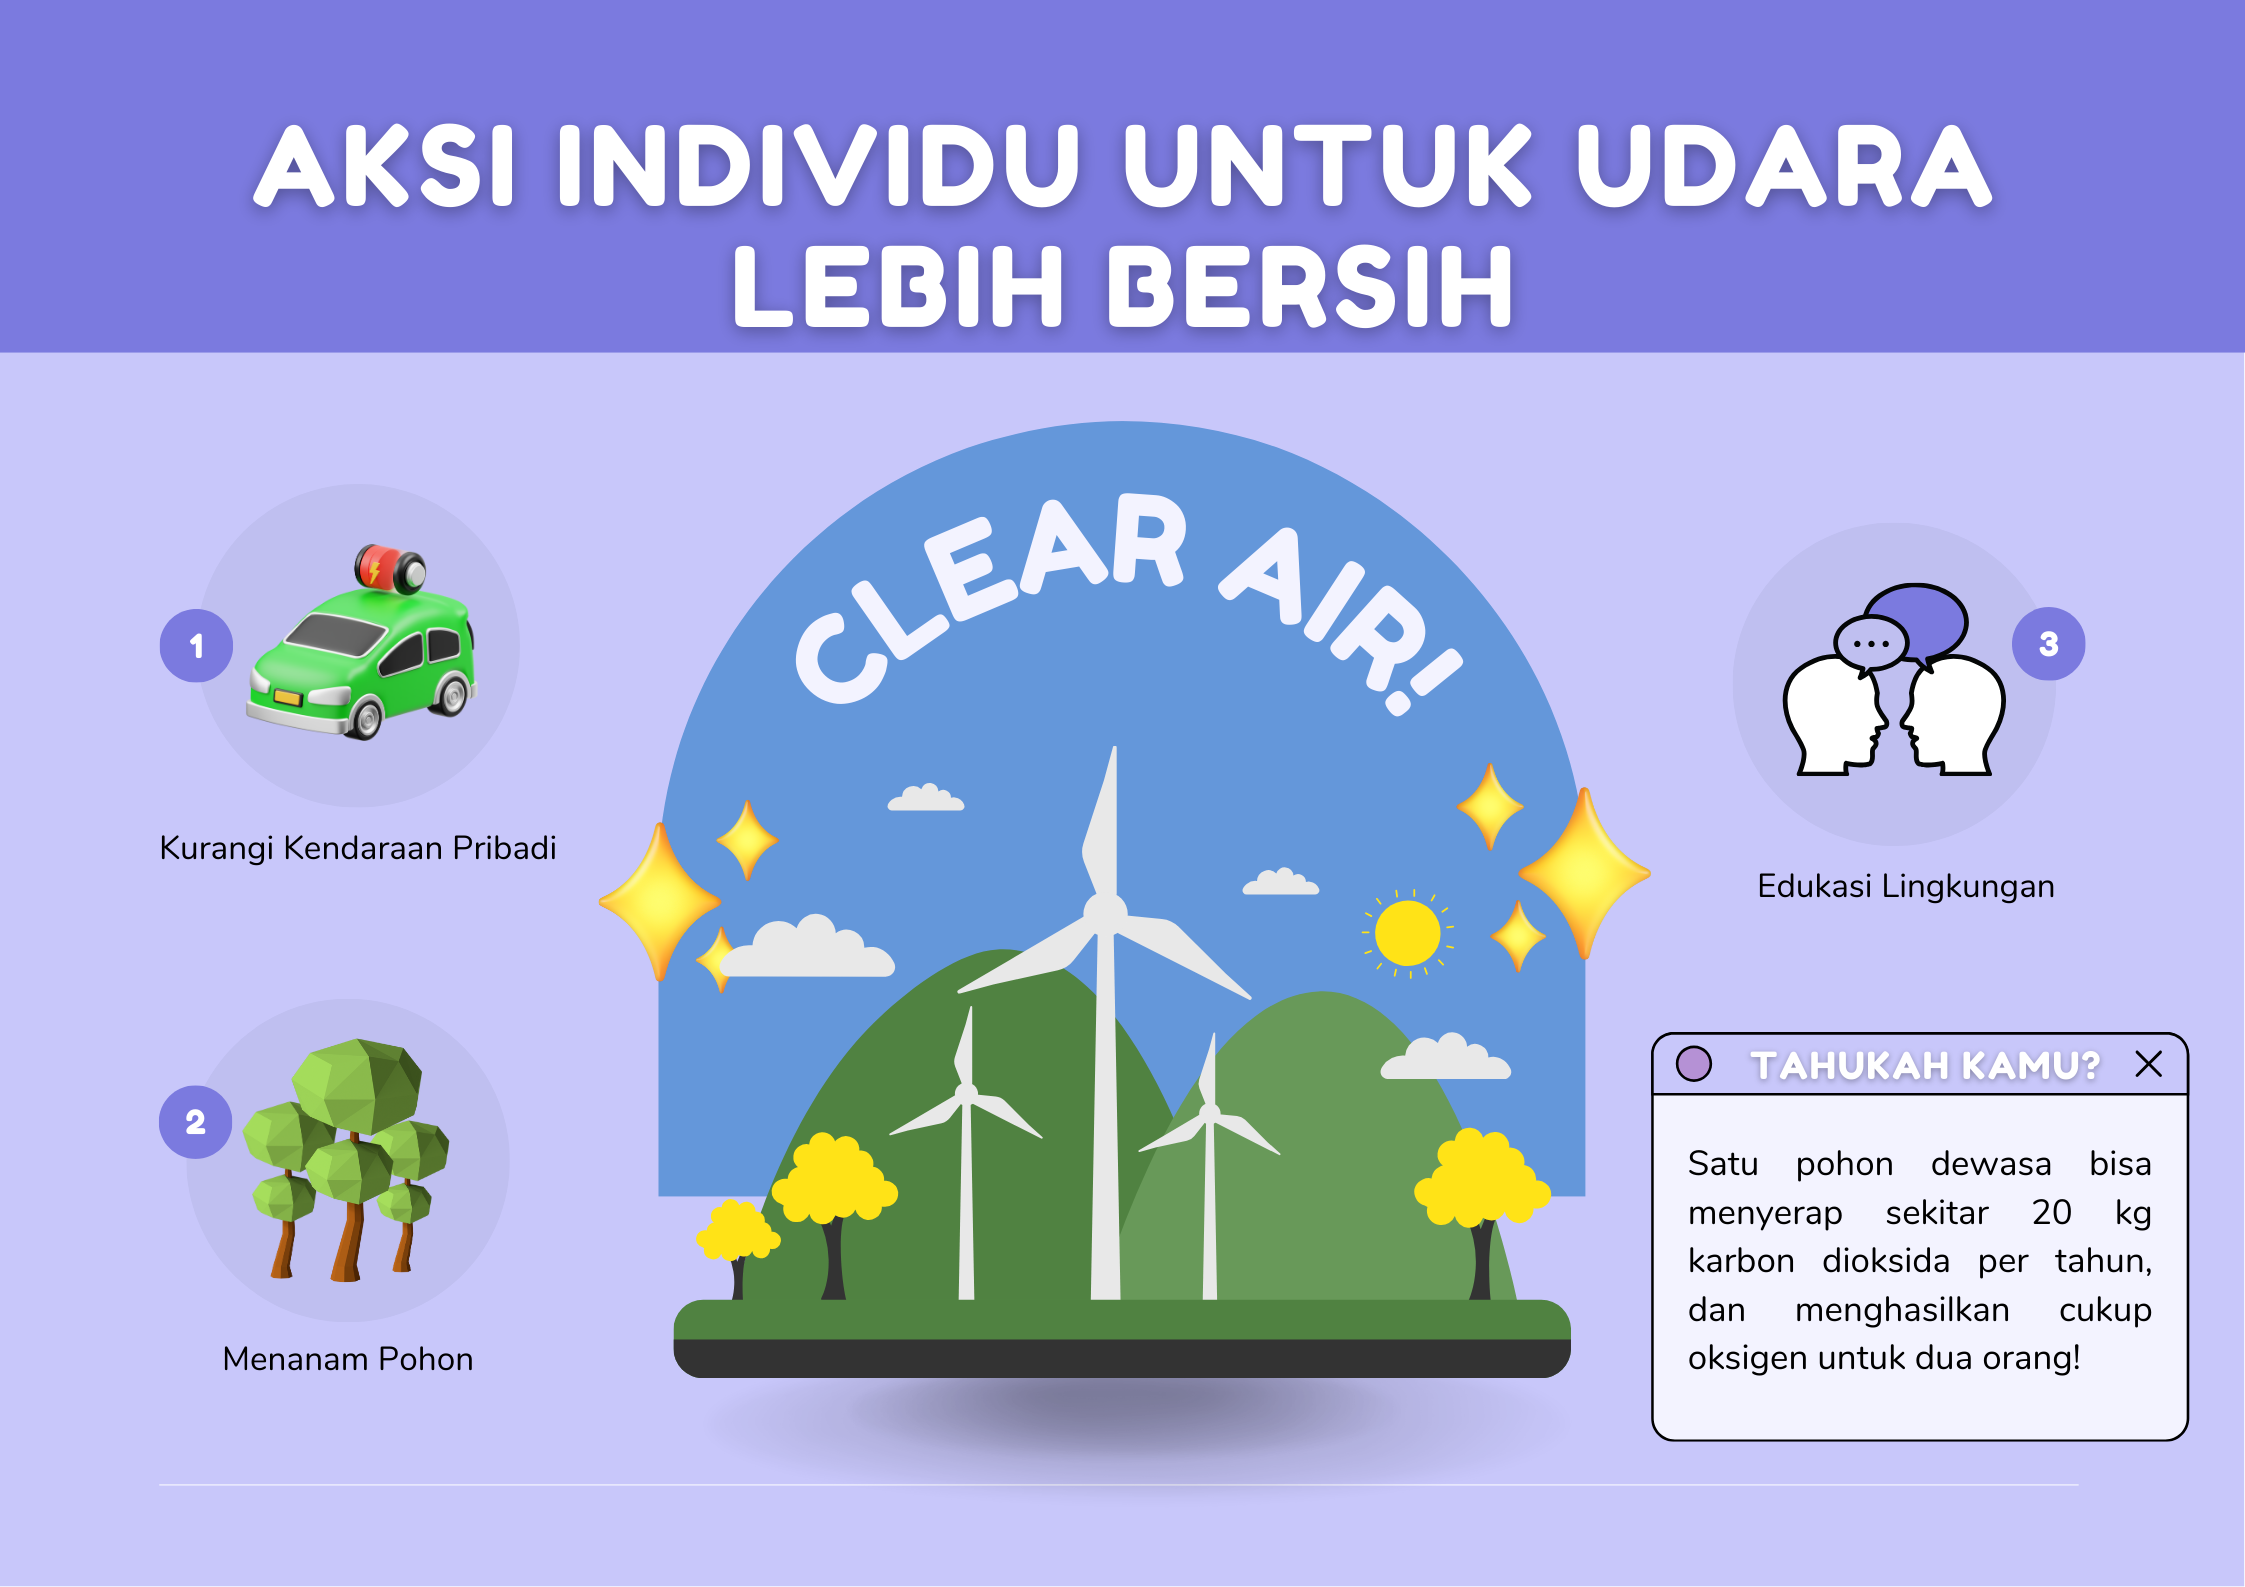 AKSI INDIVIDU UNTUK UDARA
LEBIH BERSIH
CLEAR AIR!
1
Kurangi Kendaraan Pribadi
2
Menanam Pohon
3
Edukasi Lingkungan
TAHUKAH KAMU?
Satu pohon dewasa bisa
menyerap sekitar 20 kg
karbon dioksida per tahun,
dan menghasilkan cukup
oksigen untuk dua orang!